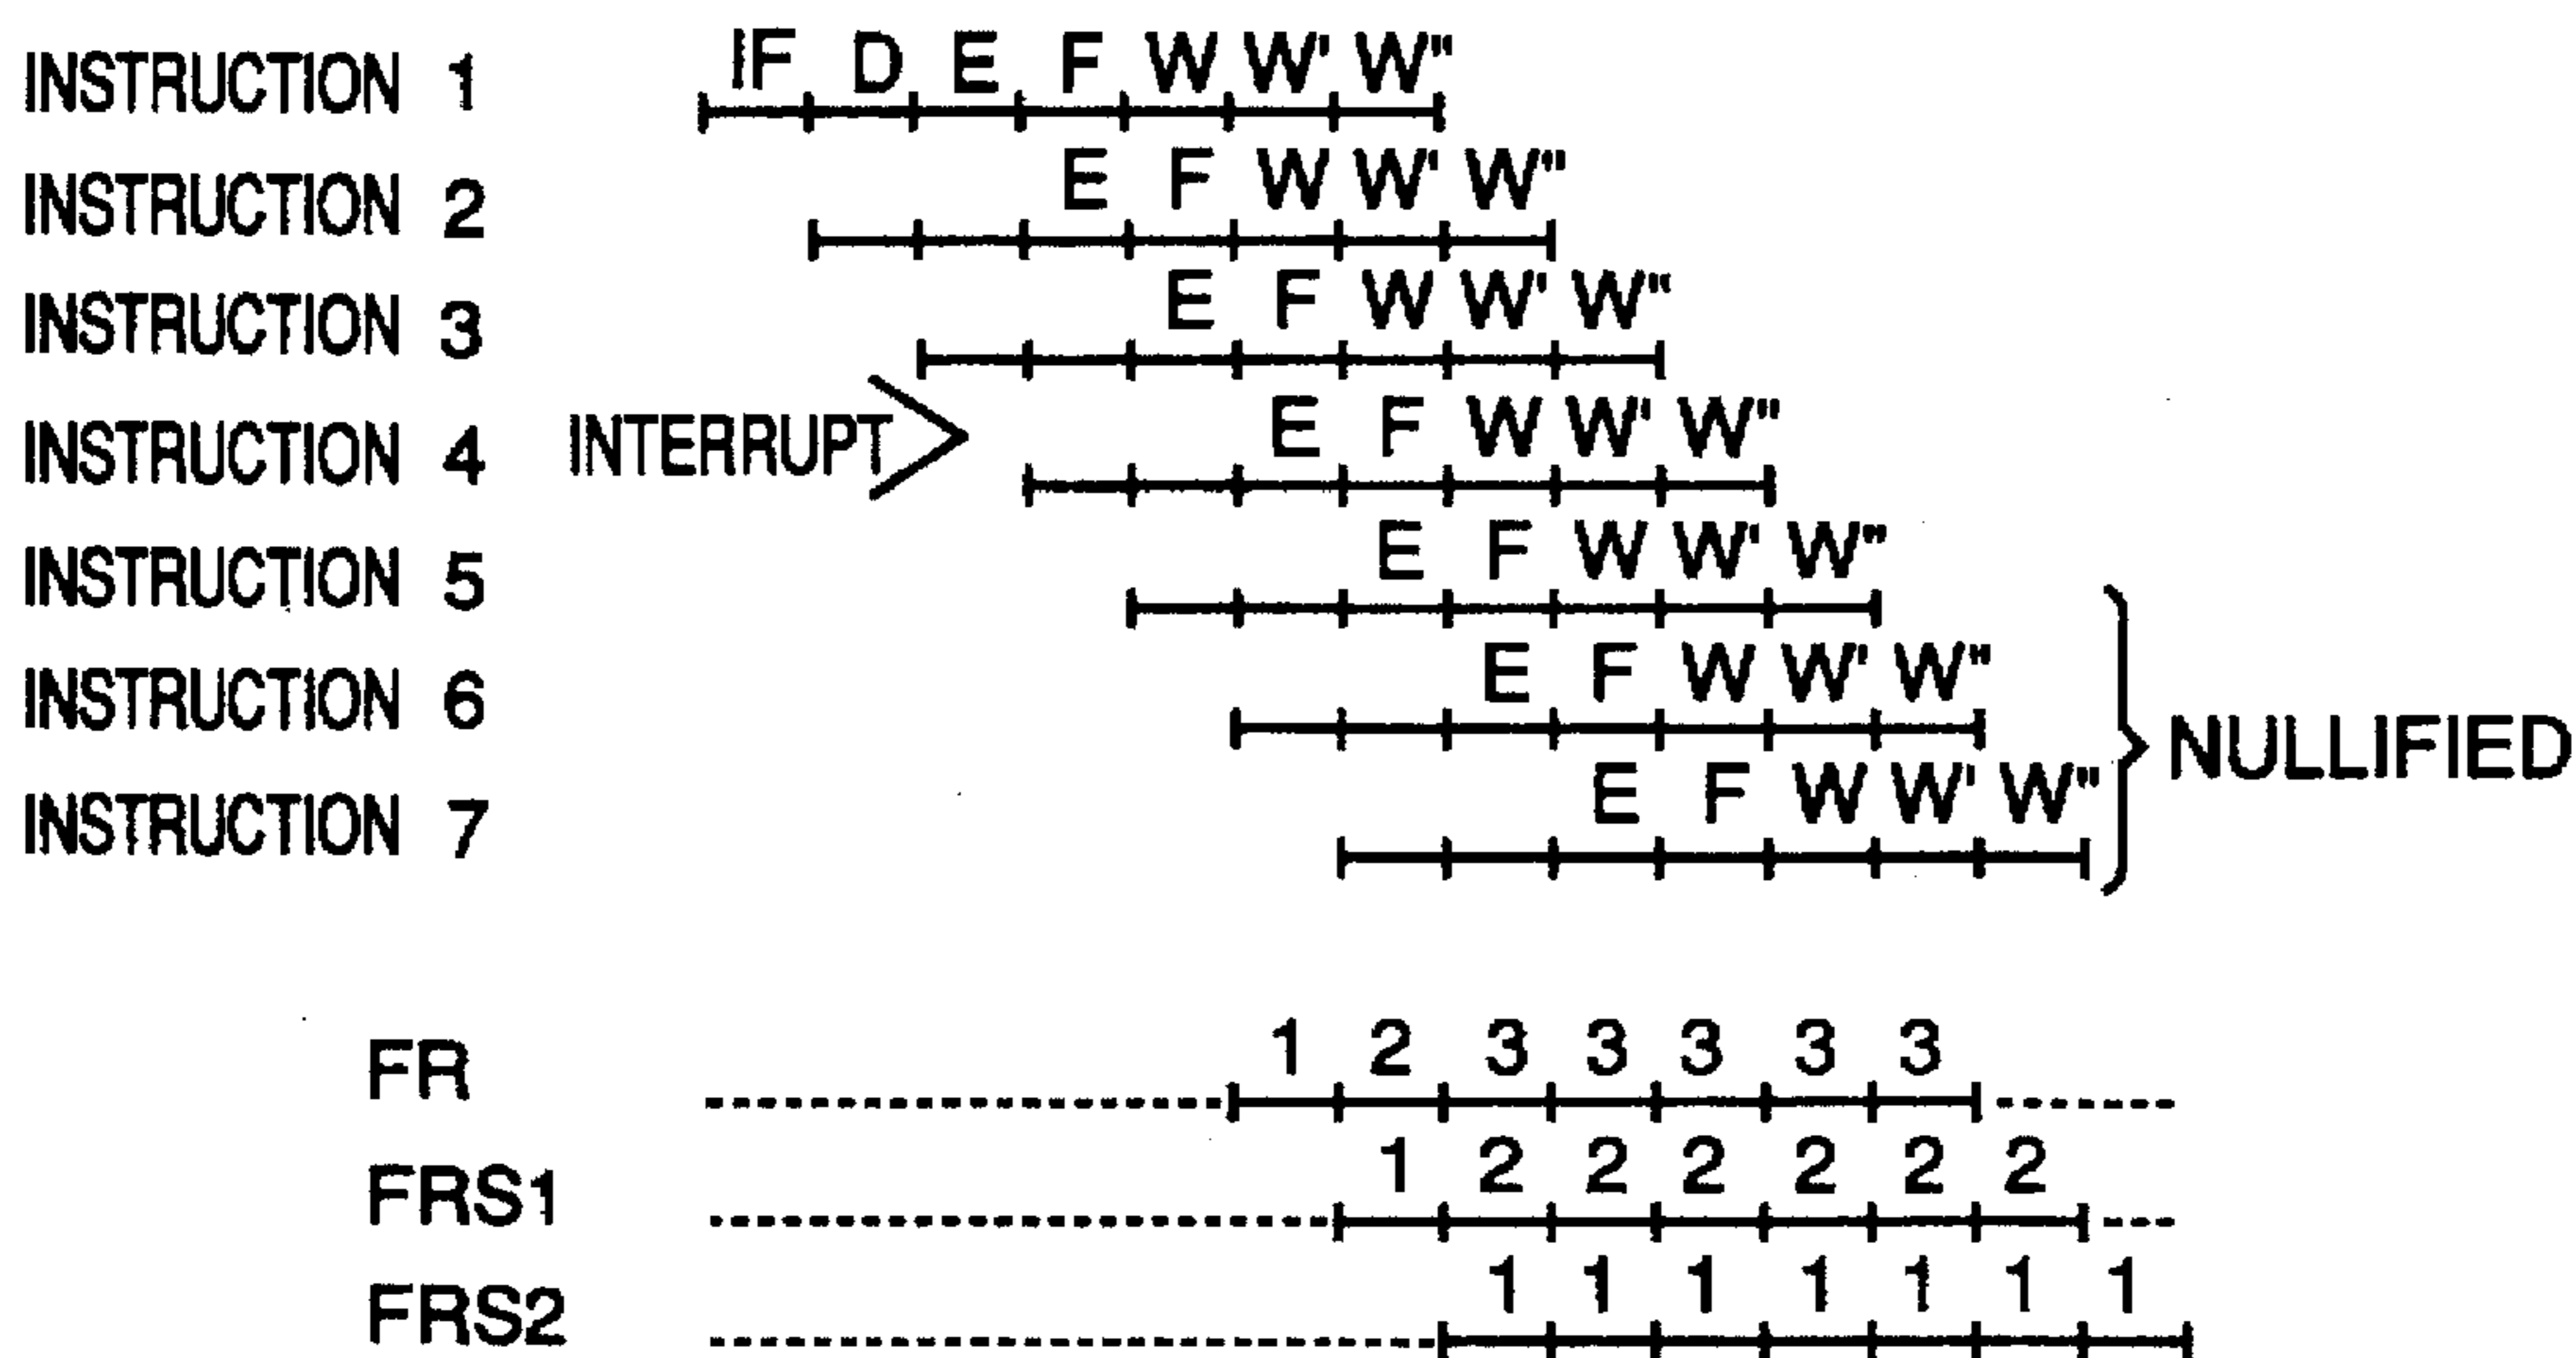 INSTRUCTION 1 IF D E F W W' W"
INSTRUCTION 2 E F W W' W"
INSTRUCTION 3 E F W W' W"
INSTRUCTION 4 INTERRUPT E F W W' W"
INSTRUCTION 5 E F W W' W"
INSTRUCTION 6 E F W W' W"
NULLIFIED
INSTRUCTION 7 E F W W' W"
FR 1 2 3 3 3 3 3
FRS1 1 2 2 2 2 2 2
FRS2 1 1 1 1 1 1 1